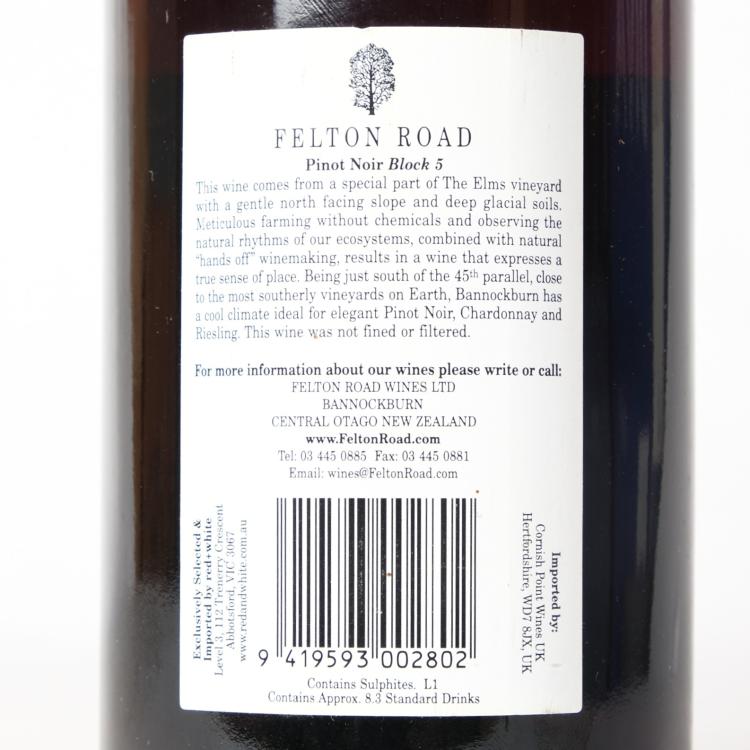 FELTON ROAD
Pinot Noir Block 5
This wine comes from a special part of The Elms vineyard
with a gentle north facing slope and deep glacial soils.
Meticulous farming without chemicals and observing the
natural rhythms of our ecosystems, combined with natural
"hands off" winemaking, results in a wine that expresses a
true sense of place. Being just south of the 45th parallel, close
to the most southerly vineyards on Earth, Bannockburn has
a cool climate ideal for elegant Pinot Noir, Chardonnay and
Riesling. This wine was not fined or filtered.
For more information about our wines please write or call:
FELTON ROAD WINES LTD
BANNOCKBURN
CENTRAL OTAGO NEW ZEALAND
www.FeltonRoad.com
Tel: 03 445 0885 Fax: 03 445 0881
Email: wines@FeltonRoad.com
Exclusively Selected &
Imported by red+white
Level 3, 112 Trenerry Crescent
Abbotsford, VIC 3067
www.redandwhite.com.au
Imported by:
Cornish Point Wines UK
Hertfordshire, WD7 8JX, UK
9 419593 002802
Contains Sulphites. L1
Contains Approx. 8.3 Standard Drinks